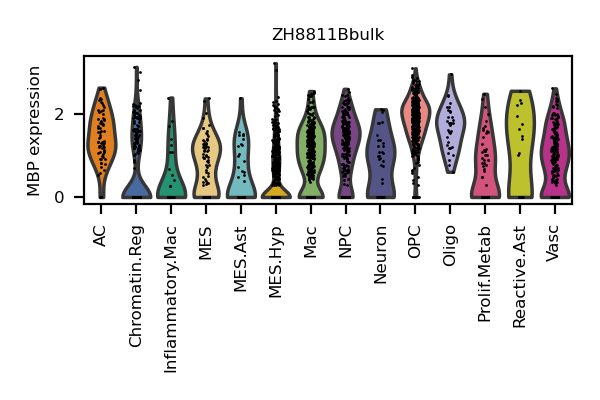 ZH8811Bbulk
MBP expression
2
0
AC
Chromatin.Reg
Inflammatory.Mac
MES
MES.Ast
MES.Hyp
Mac
NPC
Neuron
OPC
Oligo
Prolif.Metab
Reactive.Ast
Vasc